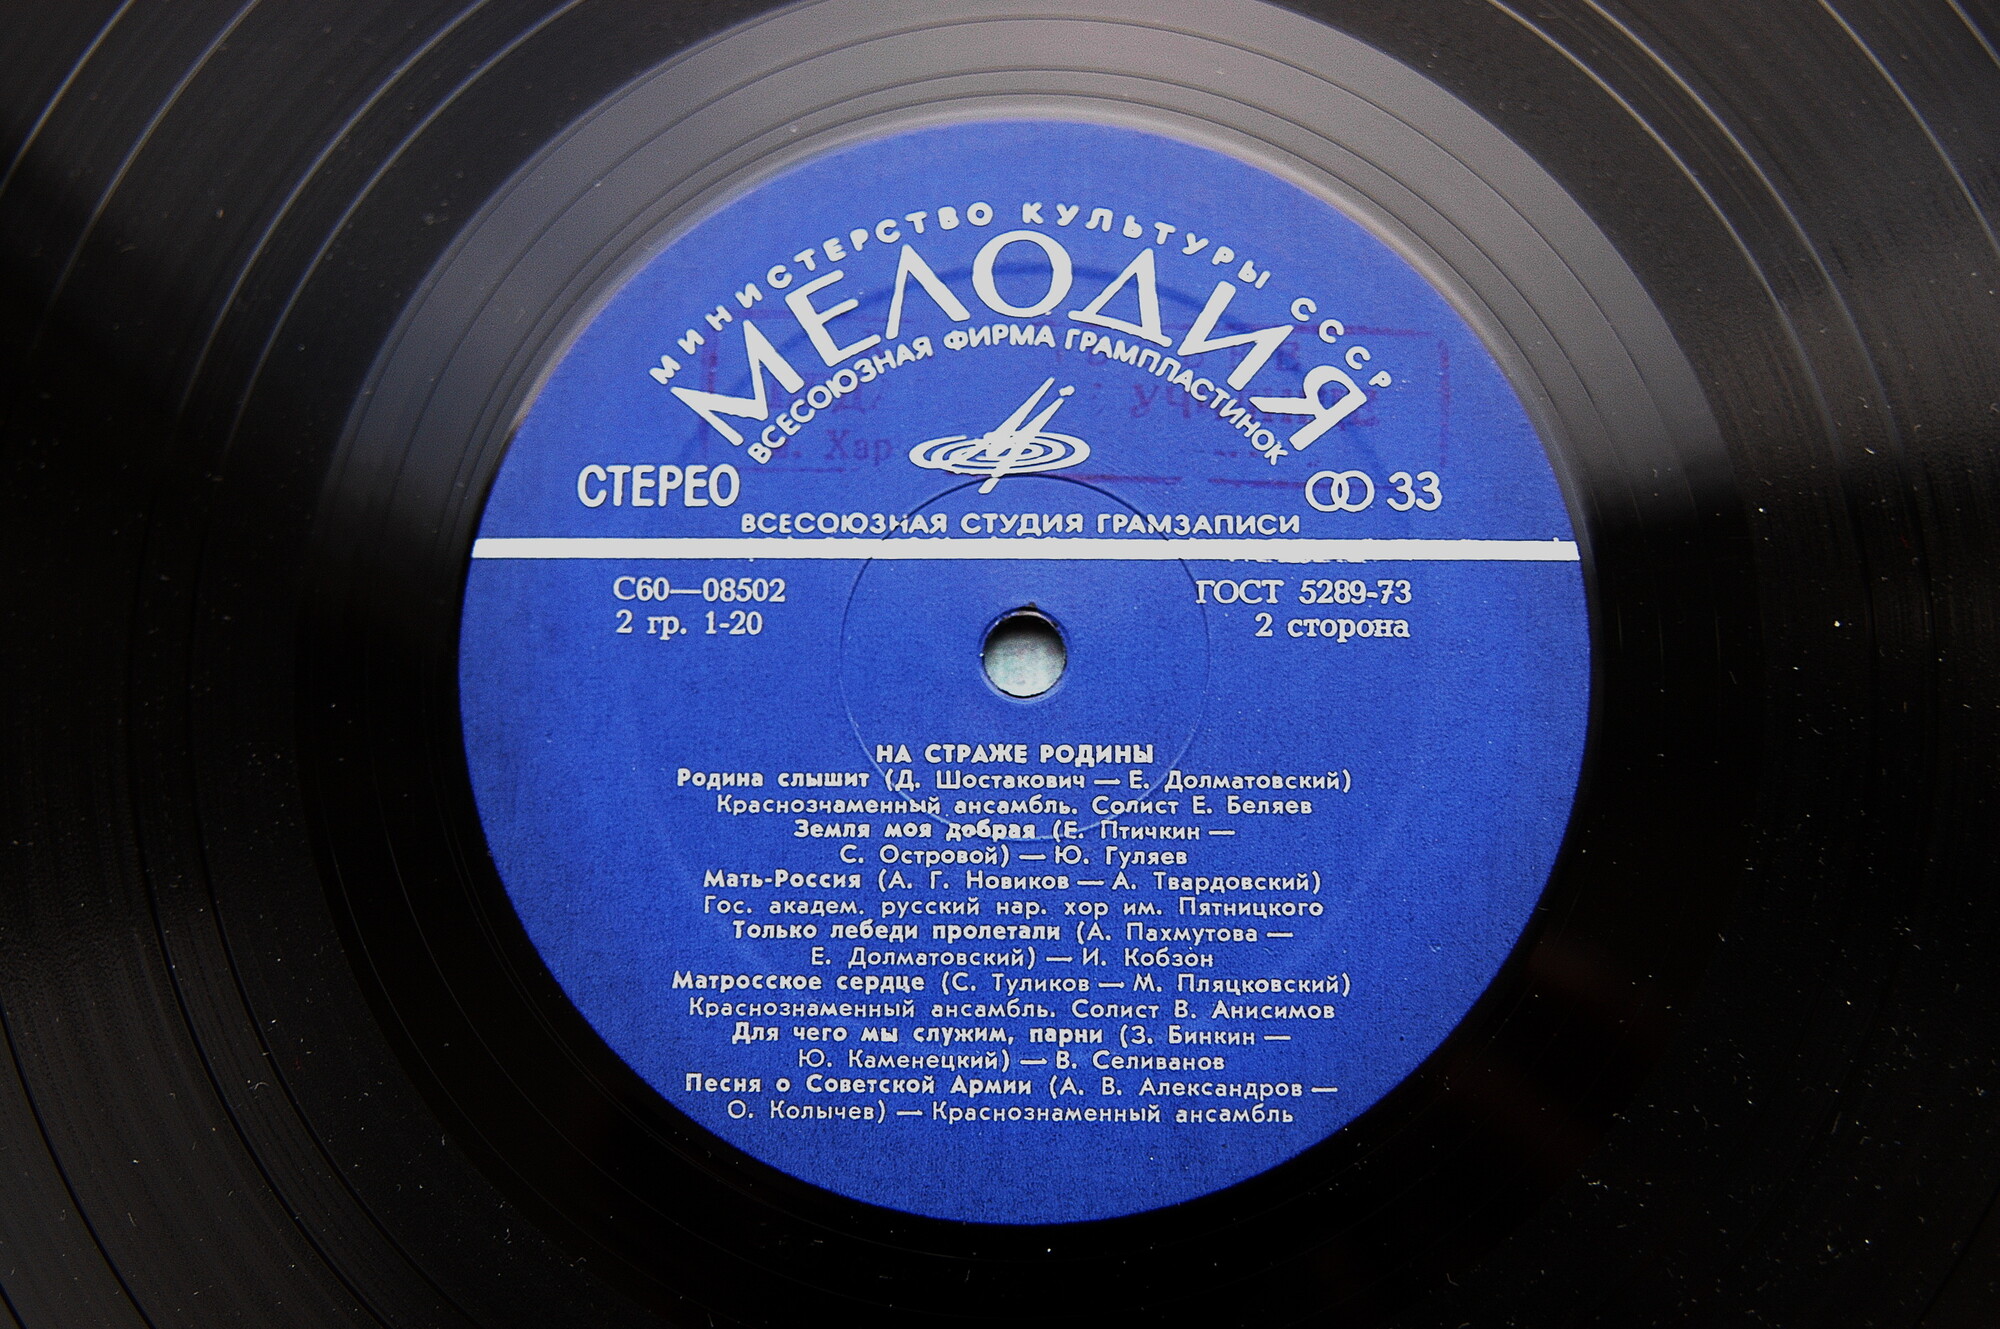 МИНИСТЕРСТВО КУЛЬТУРЫ СССР
МЕЛОДИЯ
ВСЕСОЮЗНАЯ ФИРМА ГРАМПЛАСТИНОК
СТЕРЕО
33
ВСЕСОЮЗНАЯ СТУДИЯ ГРАМЗАПИСИ
С60—08502
ГОСТ 5289-73
2 гр. 1-20
2 сторона
НА СТРАЖЕ РОДИНЫ
Родина слышит (Д. Шостакович — Е. Долматовский)
Краснознаменный ансамбль. Солист Е. Беляев
Земля моя добрая (Е. Птичкин —
С. Островой) — Ю. Гуляев
Мать-Россия (А. Г. Новиков — А. Твардовский)
Гос. академ. русский нар. хор им. Пятницкого
Только лебеди пролетали (А. Пахмутова —
Е. Долматовский) — И. Кобзон
Матросское сердце (С. Туликов — М. Пляцковский)
Краснознаменный ансамбль. Солист В. Анисимов
Для чего мы служим, парни (З. Бинкин —
Ю. Каменецкий) — В. Селиванов
Песня о Советской Армии (А. В. Александров —
О. Колычев) — Краснознаменный ансамбль